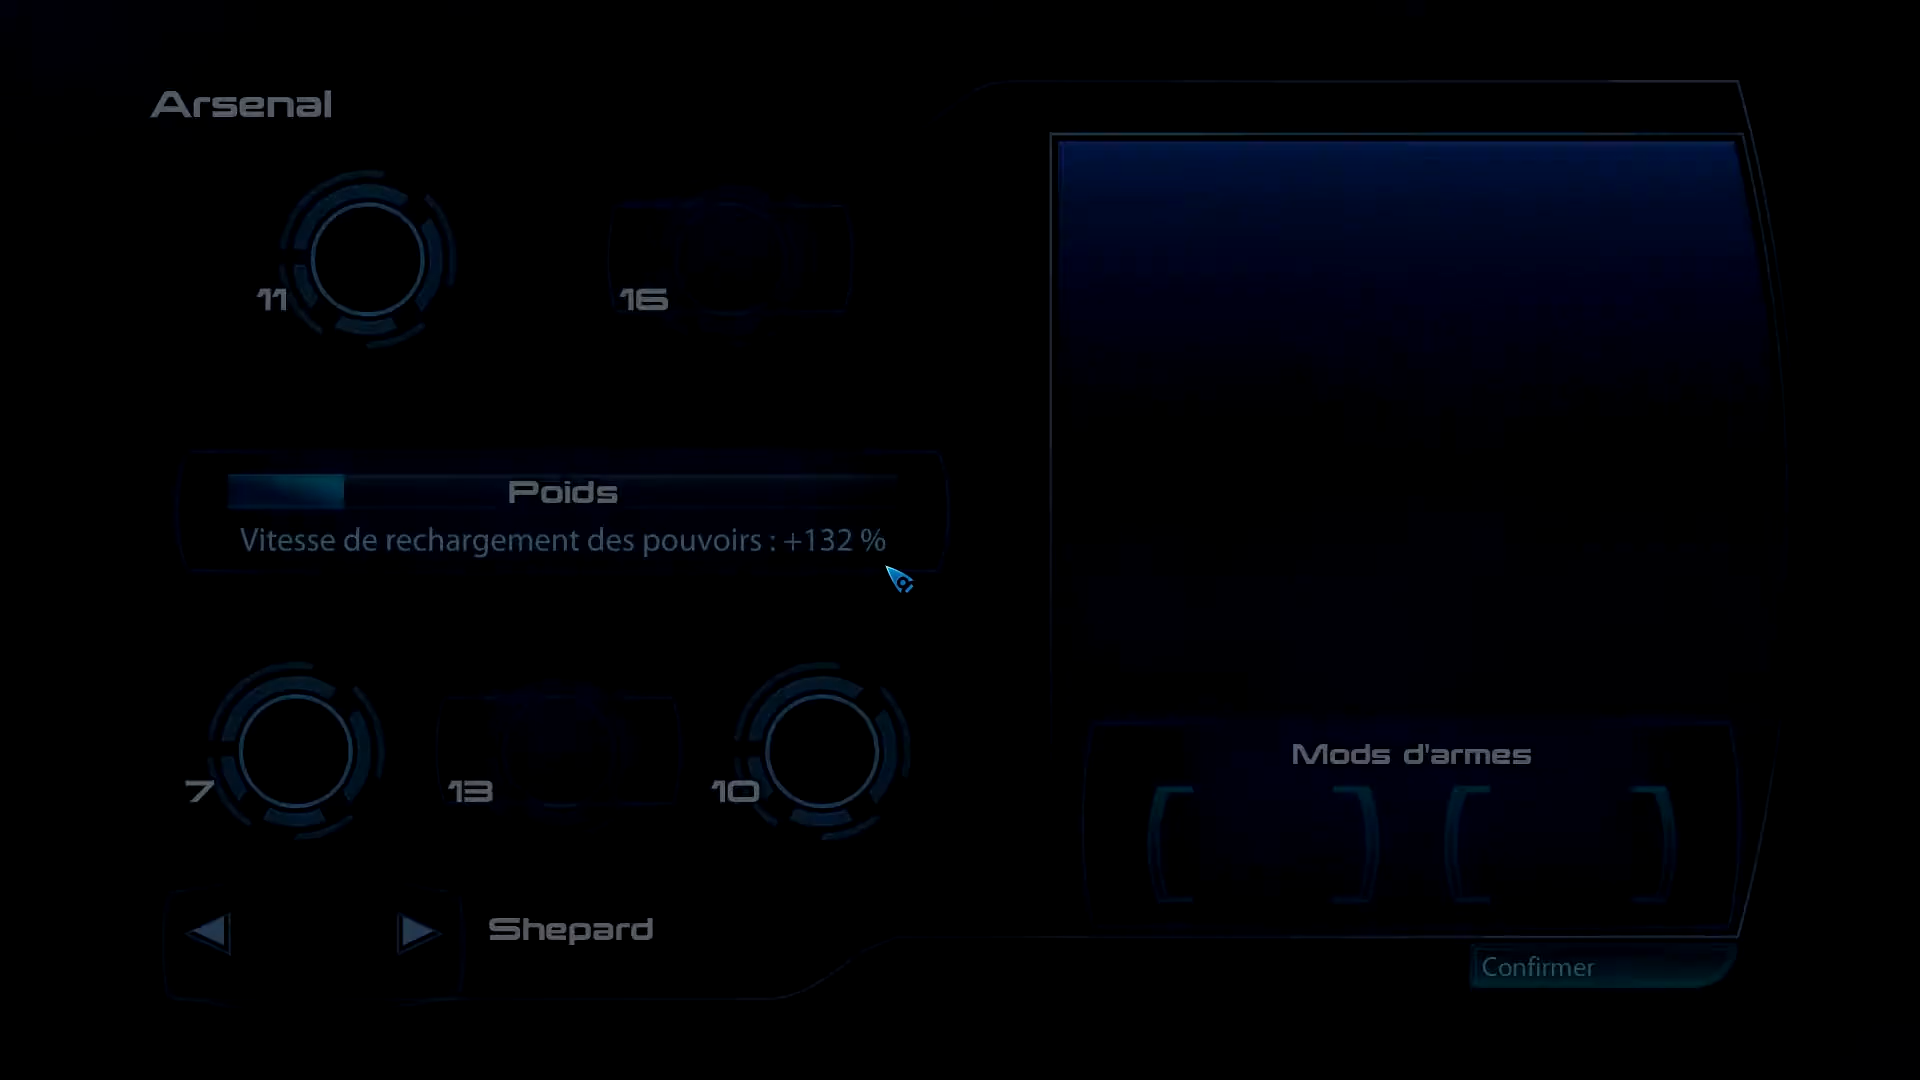 Arsenal
11
16
Poids
Vitesse de rechargement des pouvoirs : +132 %
7
13
10
Mods d'armes
Shepard
Confirmer